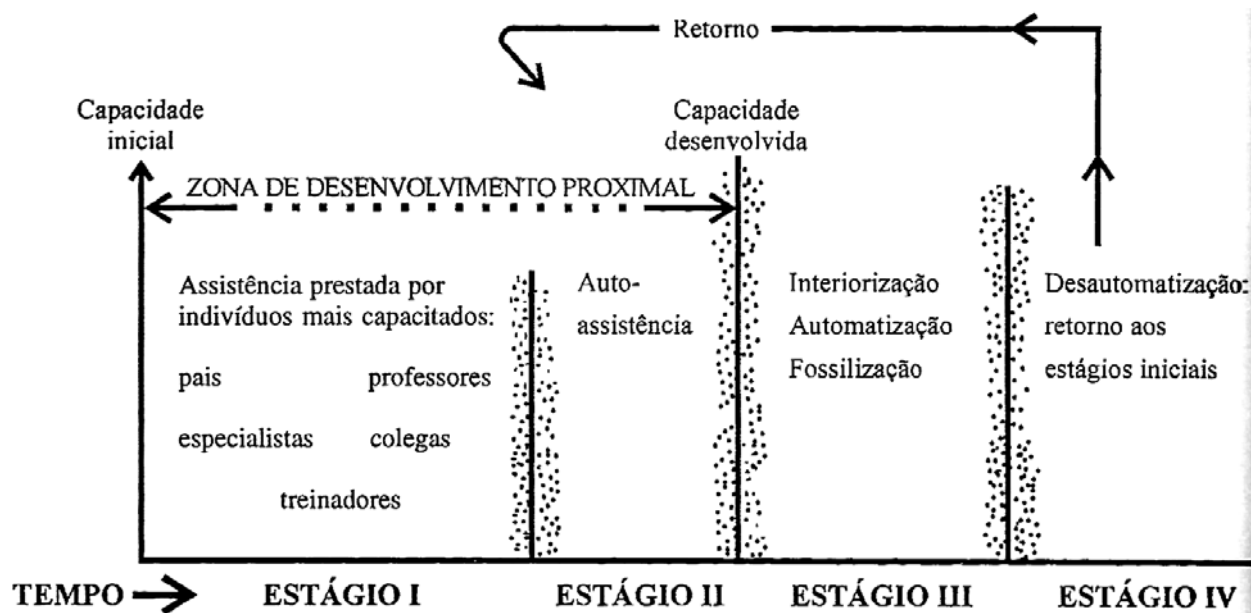 Retorno
Capacidade
inicial
Capacidade
desenvolvida
ZONA DE DESENVOLVIMENTO PROXIMAL
Assistência prestada por
indivíduos mais capacitados:
pais professores
especialistas colegas
treinadores
Auto-
assistência
Interiorização
Automatização
Fossilização
Desautomatização:
retorno aos
estágios iniciais
TEMPO ESTÁGIO I ESTÁGIO II ESTÁGIO III ESTÁGIO IV